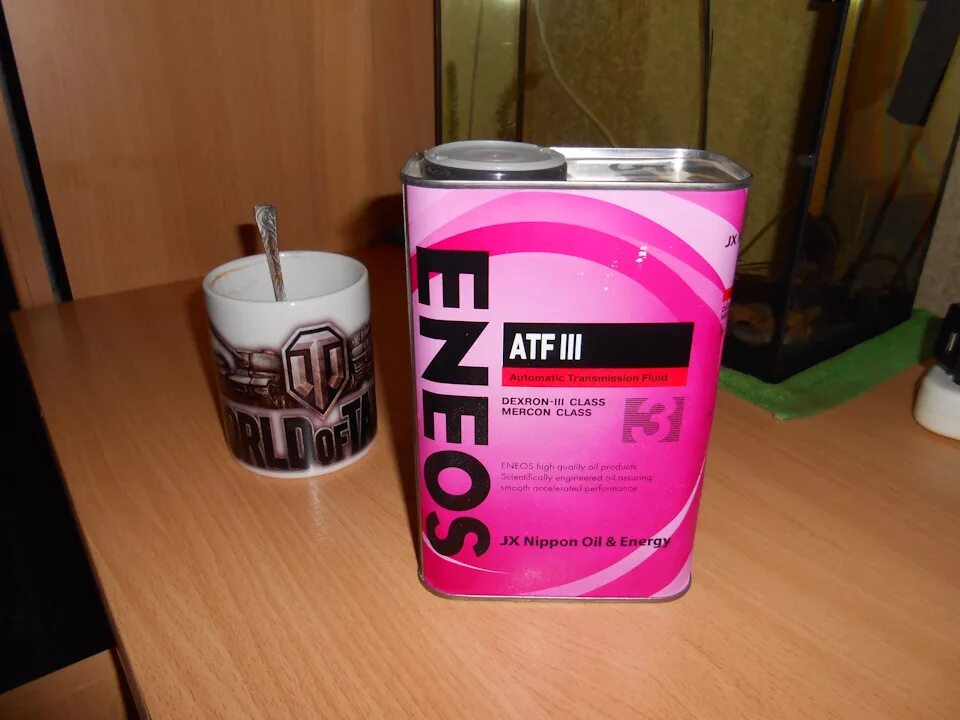 ENEOS
ATF III
Automatic Transmission Fluid
DEXRON-III CLASS
MERCON CLASS
3
ENEOS high quality oil products
Scientifically engineered oil assuring
smooth accelerated performance
JX Nippon Oil & Energy
JX
ORLD OF TA